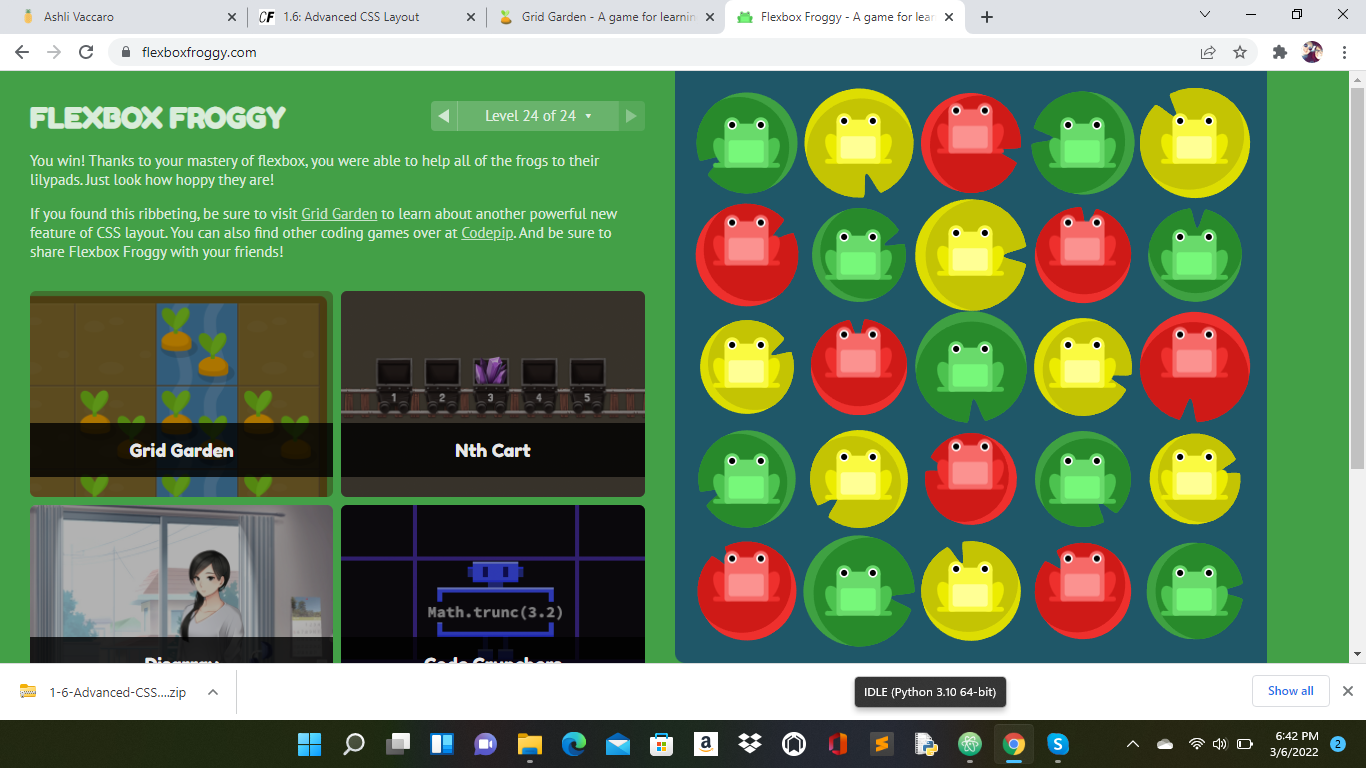 Ashli Vaccaro
CF 1.6: Advanced CSS Layout
Grid Garden - A game for learnin
Flexbox Froggy - A game for lear
flexboxfroggy.com
FLEXBOX FROGGY
Level 24 of 24
You win! Thanks to your mastery of flexbox, you were able to help all of the frogs to their
lilypads. Just look how hoppy they are!
If you found this ribbeting, be sure to visit Grid Garden to learn about another powerful new
feature of CSS layout. You can also find other coding games over at Codepip. And be sure to
share Flexbox Froggy with your friends!
1 2 3 4 5
Grid Garden
Nth Cart
Math.trunc(3.2)
Disarray
Code Crunchers
1-6-Advanced-CSS....zip
IDLE (Python 3.10 64-bit)
Show all
6:42 PM
3/6/2022
2